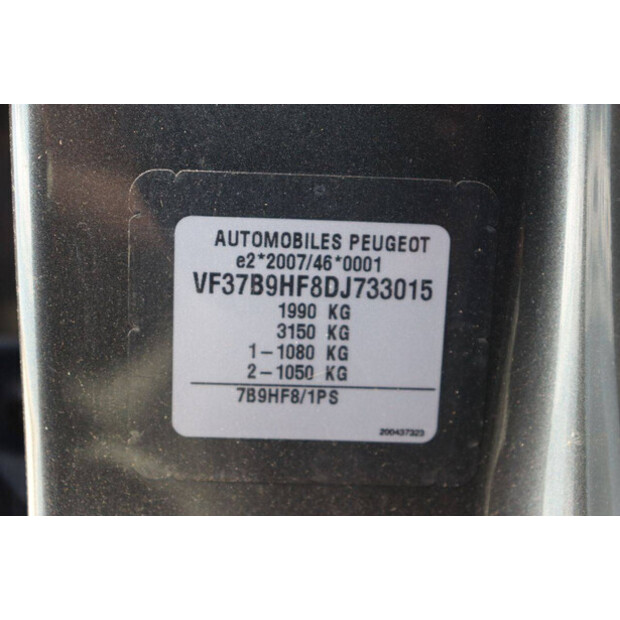 AUTOMOBILES PEUGEOT
e2*2007/46*0001
VF37B9HF8DJ733015
1990 KG
3150 KG
1-1080 KG
2-1050 KG
7B9HF8/1PS
200437323